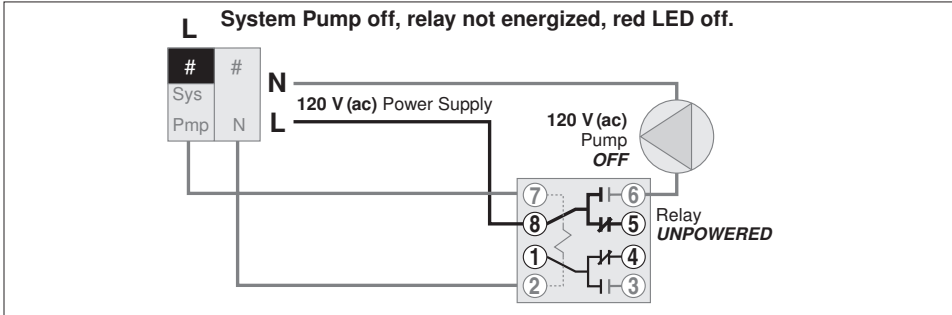 System Pump off, relay not energized, red LED off.
L
# #
Sys
Pmp N
N
120 V (ac) Power Supply
L
120 V (ac)
Pump
OFF
7 6
8 5
1 4
2 3
Relay
UNPOWERED